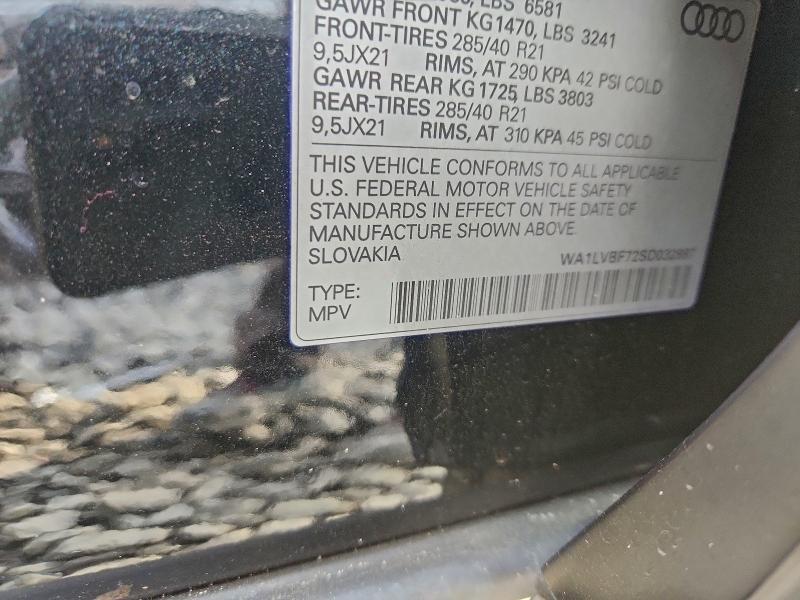 LBS 6581
GAWR FRONT KG1470, LBS 3241
FRONT-TIRES 285/40 R21
9,5JX21 RIMS, AT 290 KPA 42 PSI COLD
GAWR REAR KG1725, LBS 3803
REAR-TIRES 285/40 R21
9,5JX21 RIMS, AT 310 KPA 45 PSI COLD
THIS VEHICLE CONFORMS TO ALL APPLICABLE
U.S. FEDERAL MOTOR VEHICLE SAFETY
STANDARDS IN EFFECT ON THE DATE OF
MANUFACTURE SHOWN ABOVE.
SLOVAKIA
TYPE:
MPV